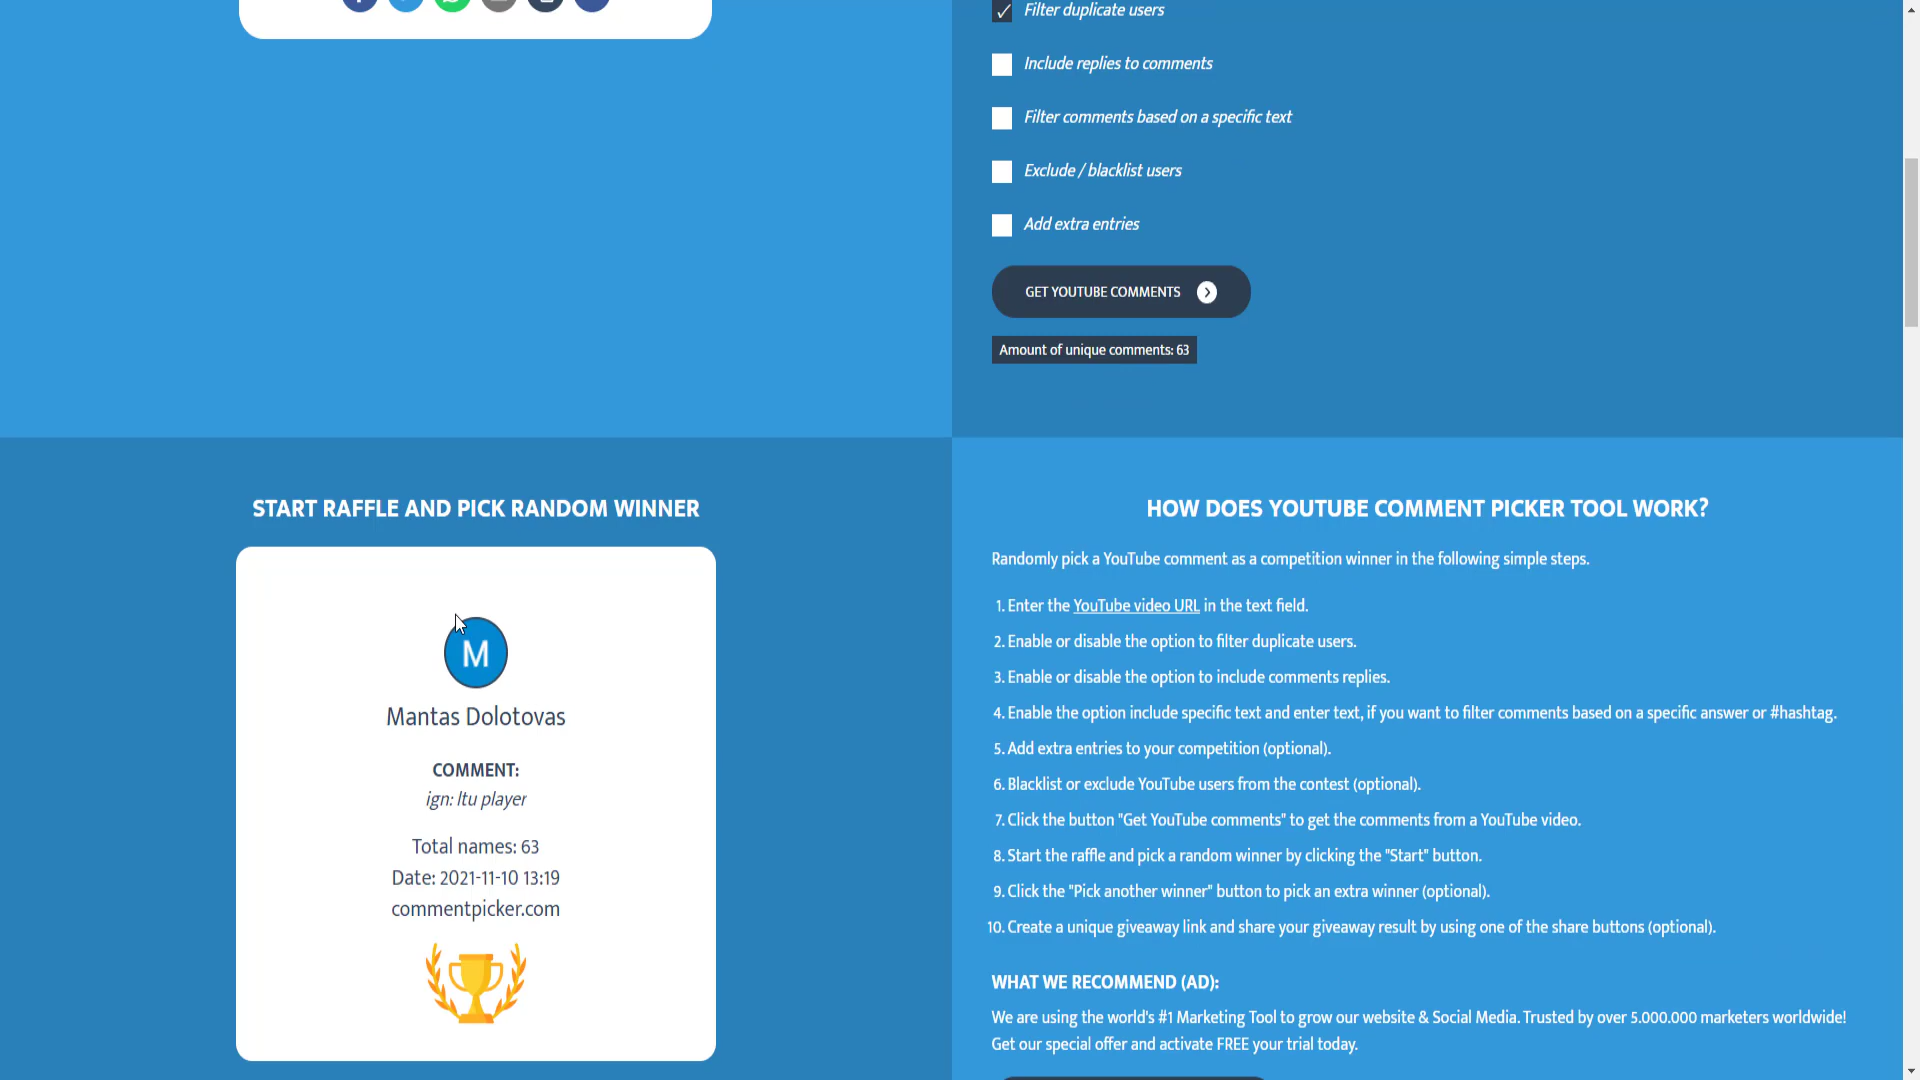 Filter duplicate users
Include replies to comments
Filter comments based on a specific text
Exclude / blacklist users
Add extra entries
GET YOUTUBE COMMENTS
Amount of unique comments: 63
START RAFFLE AND PICK RANDOM WINNER
M
Mantas Dolotovas
COMMENT:
ign: ltu player
Total names: 63
Date: 2021-11-10 13:19
commentpicker.com
HOW DOES YOUTUBE COMMENT PICKER TOOL WORK?
Randomly pick a YouTube comment as a competition winner in the following simple steps.
1. Enter the YouTube video URL in the text field.
2. Enable or disable the option to filter duplicate users.
3. Enable or disable the option to include comments replies.
4. Enable the option include specific text and enter text, if you want to filter comments based on a specific answer or #hashtag.
5. Add extra entries to your competition (optional).
6. Blacklist or exclude YouTube users from the contest (optional).
7. Click the button "Get YouTube comments" to get the comments from a YouTube video.
8. Start the raffle and pick a random winner by clicking the "Start" button.
9. Click the "Pick another winner" button to pick an extra winner (optional).
10. Create a unique giveaway link and share your giveaway result by using one of the share buttons (optional).
WHAT WE RECOMMEND (AD):
We are using the world's #1 Marketing Tool to grow our website & Social Media. Trusted by over 5.000.000 marketers worldwide!
Get our special offer and activate FREE your trial today.